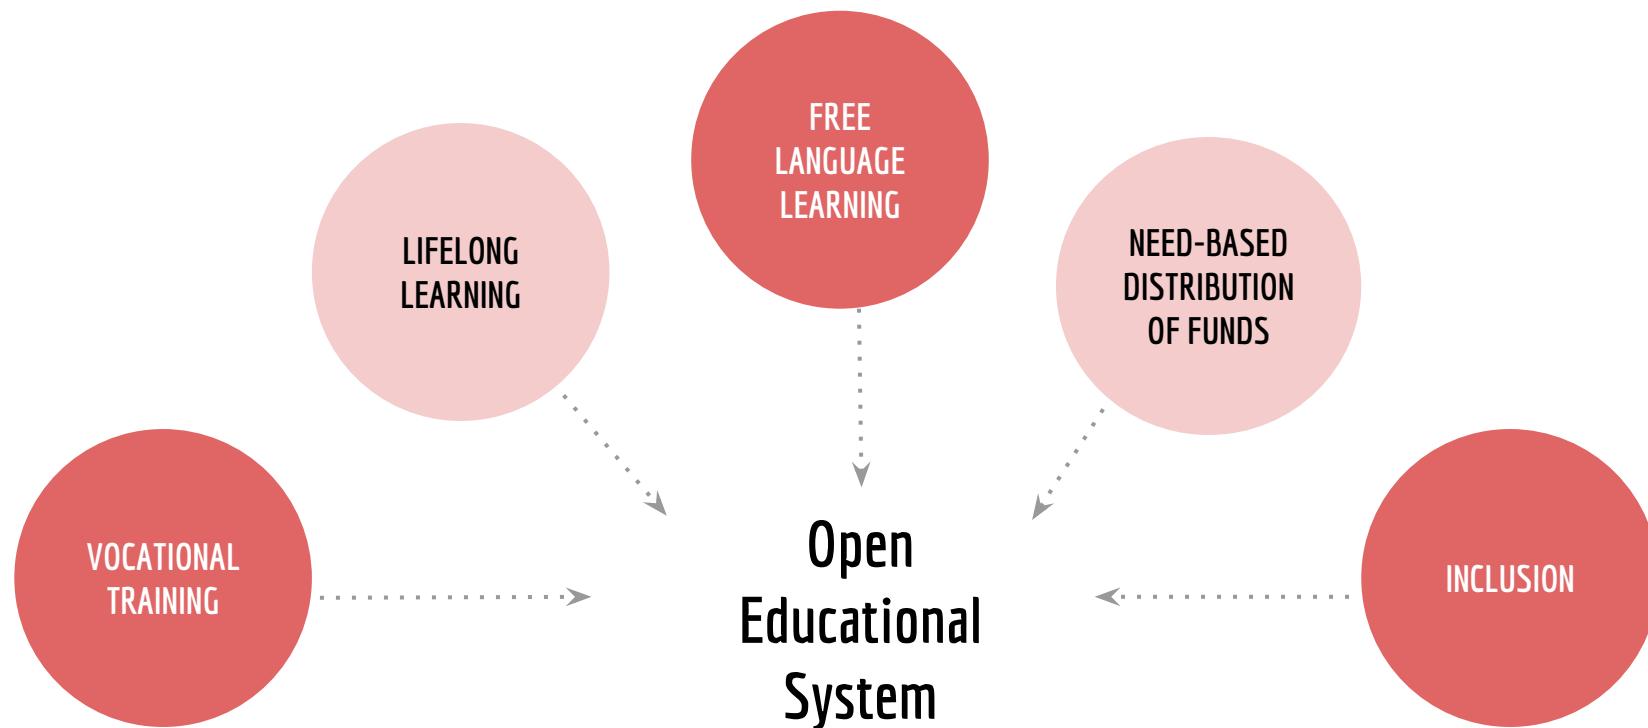 FREE
LANGUAGE
LEARNING
LIFELONG
LEARNING
NEED-BASED
DISTRIBUTION
OF FUNDS
VOCATIONAL
TRAINING
INCLUSION
Open
Educational
System